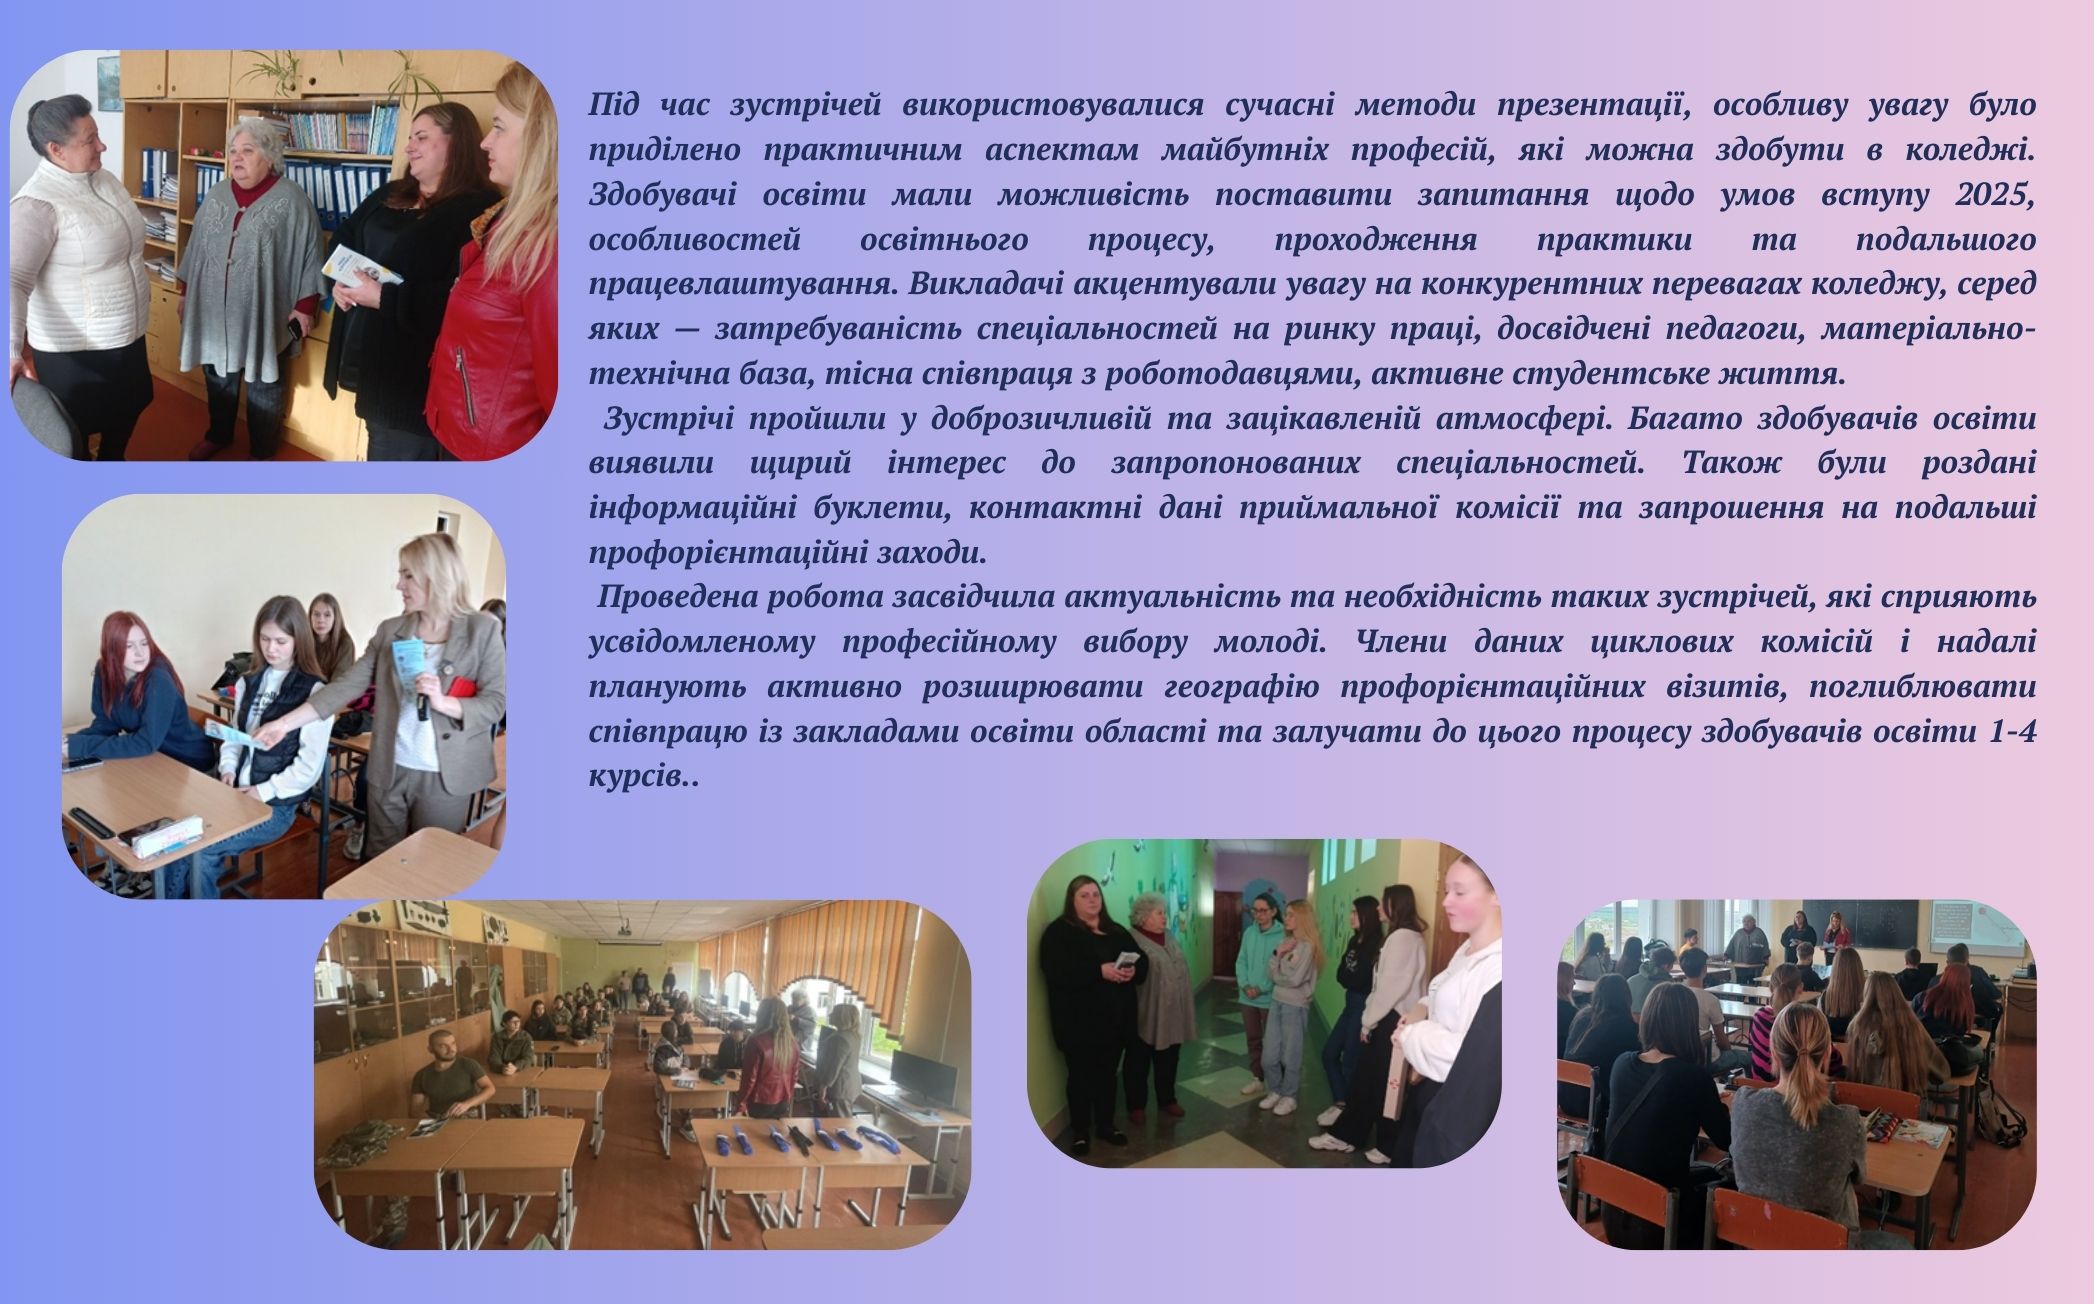 Під час зустрічей використовувалися сучасні методи презентації, особливу увагу було
приділено практичним аспектам майбутніх професій, які можна здобути в коледжі.
Здобувачі освіти мали можливість поставити запитання щодо умов вступу 2025,
особливостей освітнього процесу, проходження практики та подальшого
працевлаштування. Викладачі акцентували увагу на конкурентних перевагах коледжу, серед
яких — затребуваність спеціальностей на ринку праці, досвідчені педагоги, матеріально-
технічна база, тісна співпраця з роботодавцями, активне студентське життя.
Зустрічі пройшли у доброзичливій та зацікавленій атмосфері. Багато здобувачів освіти
виявили щирий інтерес до запропонованих спеціальностей. Також були роздані
інформаційні буклети, контактні дані приймальної комісії та запрошення на подальші
профорієнтаційні заходи.
Проведена робота засвідчила актуальність та необхідність таких зустрічей, які сприяють
усвідомленому професійному вибору молоді. Члени даних циклових комісій і надалі
планують активно розширювати географію профорієнтаційних візитів, поглиблювати
співпрацю із закладами освіти області та залучати до цього процесу здобувачів освіти 1-4
курсів..